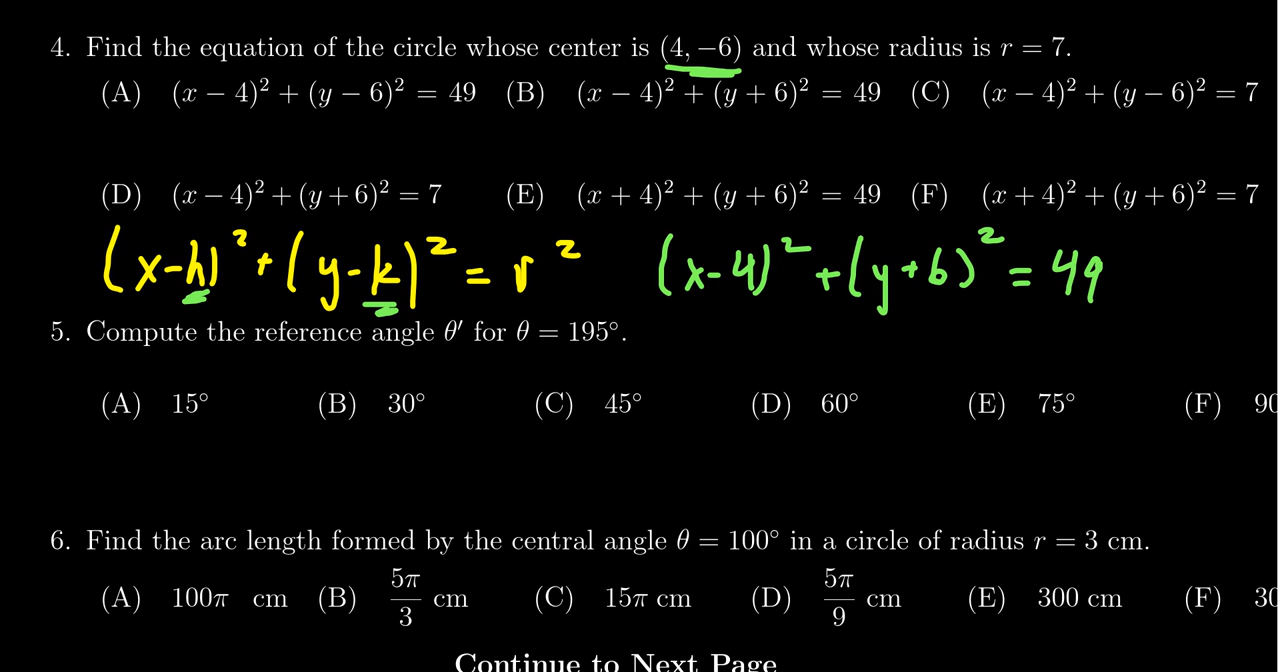 4. Find the equation of the circle whose center is (4, −6) and whose radius is r = 7.
(A) (x − 4)² + (y − 6)² = 49 (B) (x − 4)² + (y + 6)² = 49 (C) (x − 4)² + (y − 6)² = 7
(D) (x − 4)² + (y + 6)² = 7 (E) (x + 4)² + (y + 6)² = 49 (F) (x + 4)² + (y + 6)² = 7
(x-h)² + (y-k)² = r² (x-4)² + (y+6)² = 49
5. Compute the reference angle θ′ for θ = 195°.
(A) 15° (B) 30° (C) 45° (D) 60° (E) 75° (F) 90
6. Find the arc length formed by the central angle θ = 100° in a circle of radius r = 3 cm.
(A) 100π cm (B) 5π/3 cm (C) 15π cm (D) 5π/9 cm (E) 300 cm (F) 30
Continue to Next Page